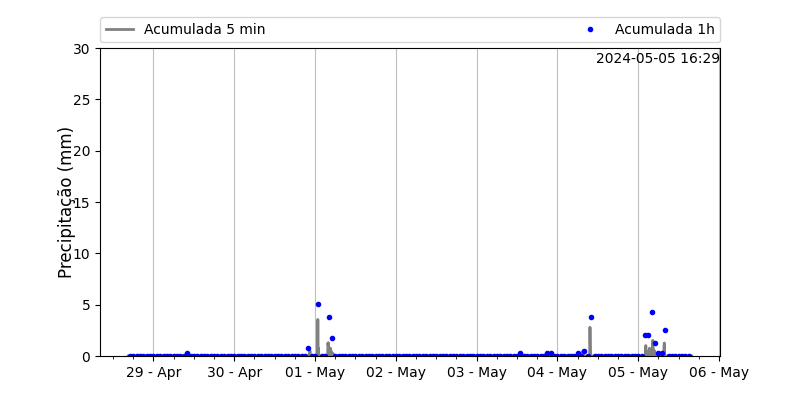 Acumulada 5 min
Acumulada 1h
2024-05-05 16:29
Precipitação (mm)
30
25
20
15
10
5
0
29 - Apr
30 - Apr
01 - May
02 - May
03 - May
04 - May
05 - May
06 - May